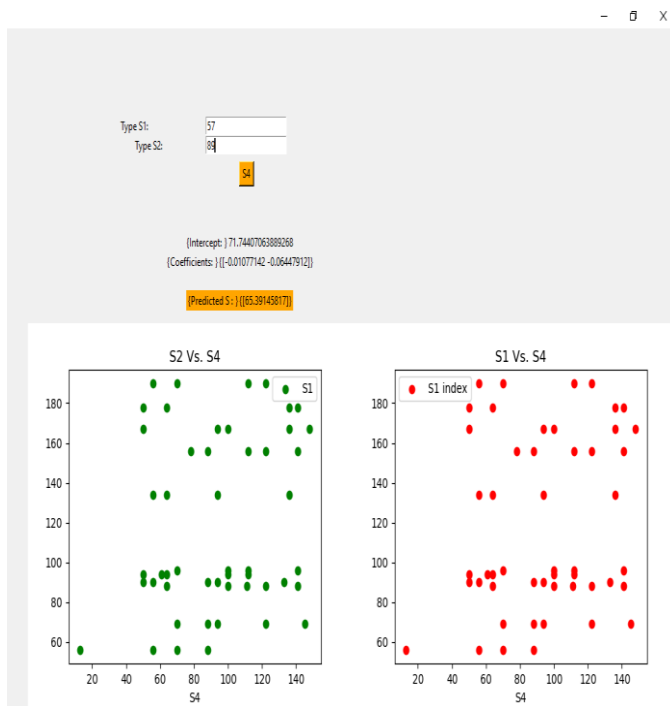 Type S1: 57
Type S2: 89
S4
{Intercept: } 71.74407063889268
{Coefficients: } {[-0.01077142 -0.06447912]}
{Predicted S : } {[65.39145817]}
S2 Vs. S4
S1
180
160
140
120
100
80
60
20 40 60 80 100 120 140
S4
S1 Vs. S4
S1 index
180
160
140
120
100
80
60
20 40 60 80 100 120 140
S4